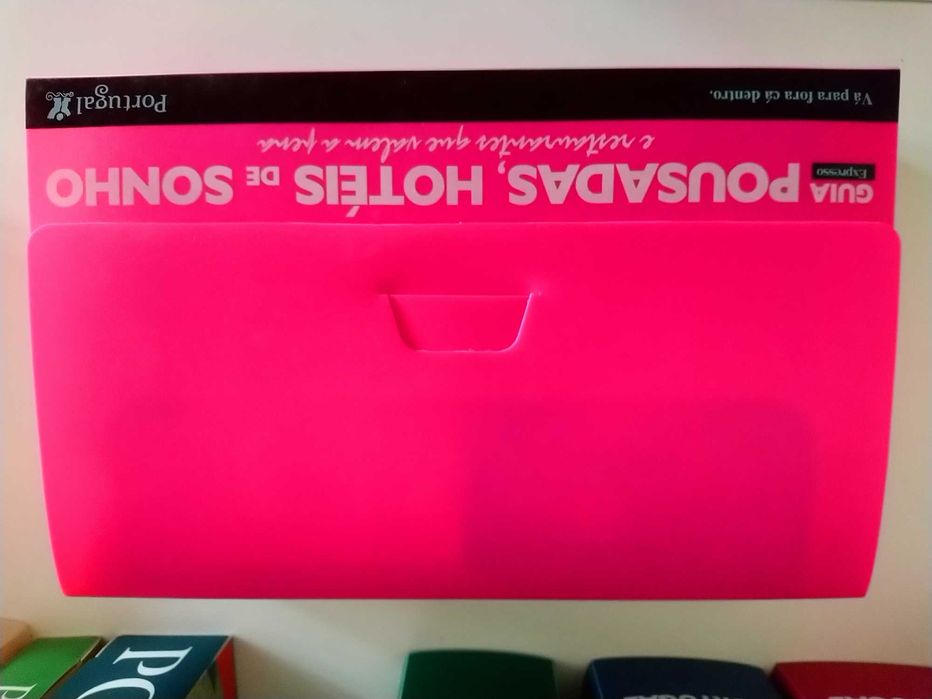 GUIA
Expresso
POUSADAS, HOTÉIS DE SONHO
e restaurantes que valem a pena
Vá para fora cá dentro.
Portugal